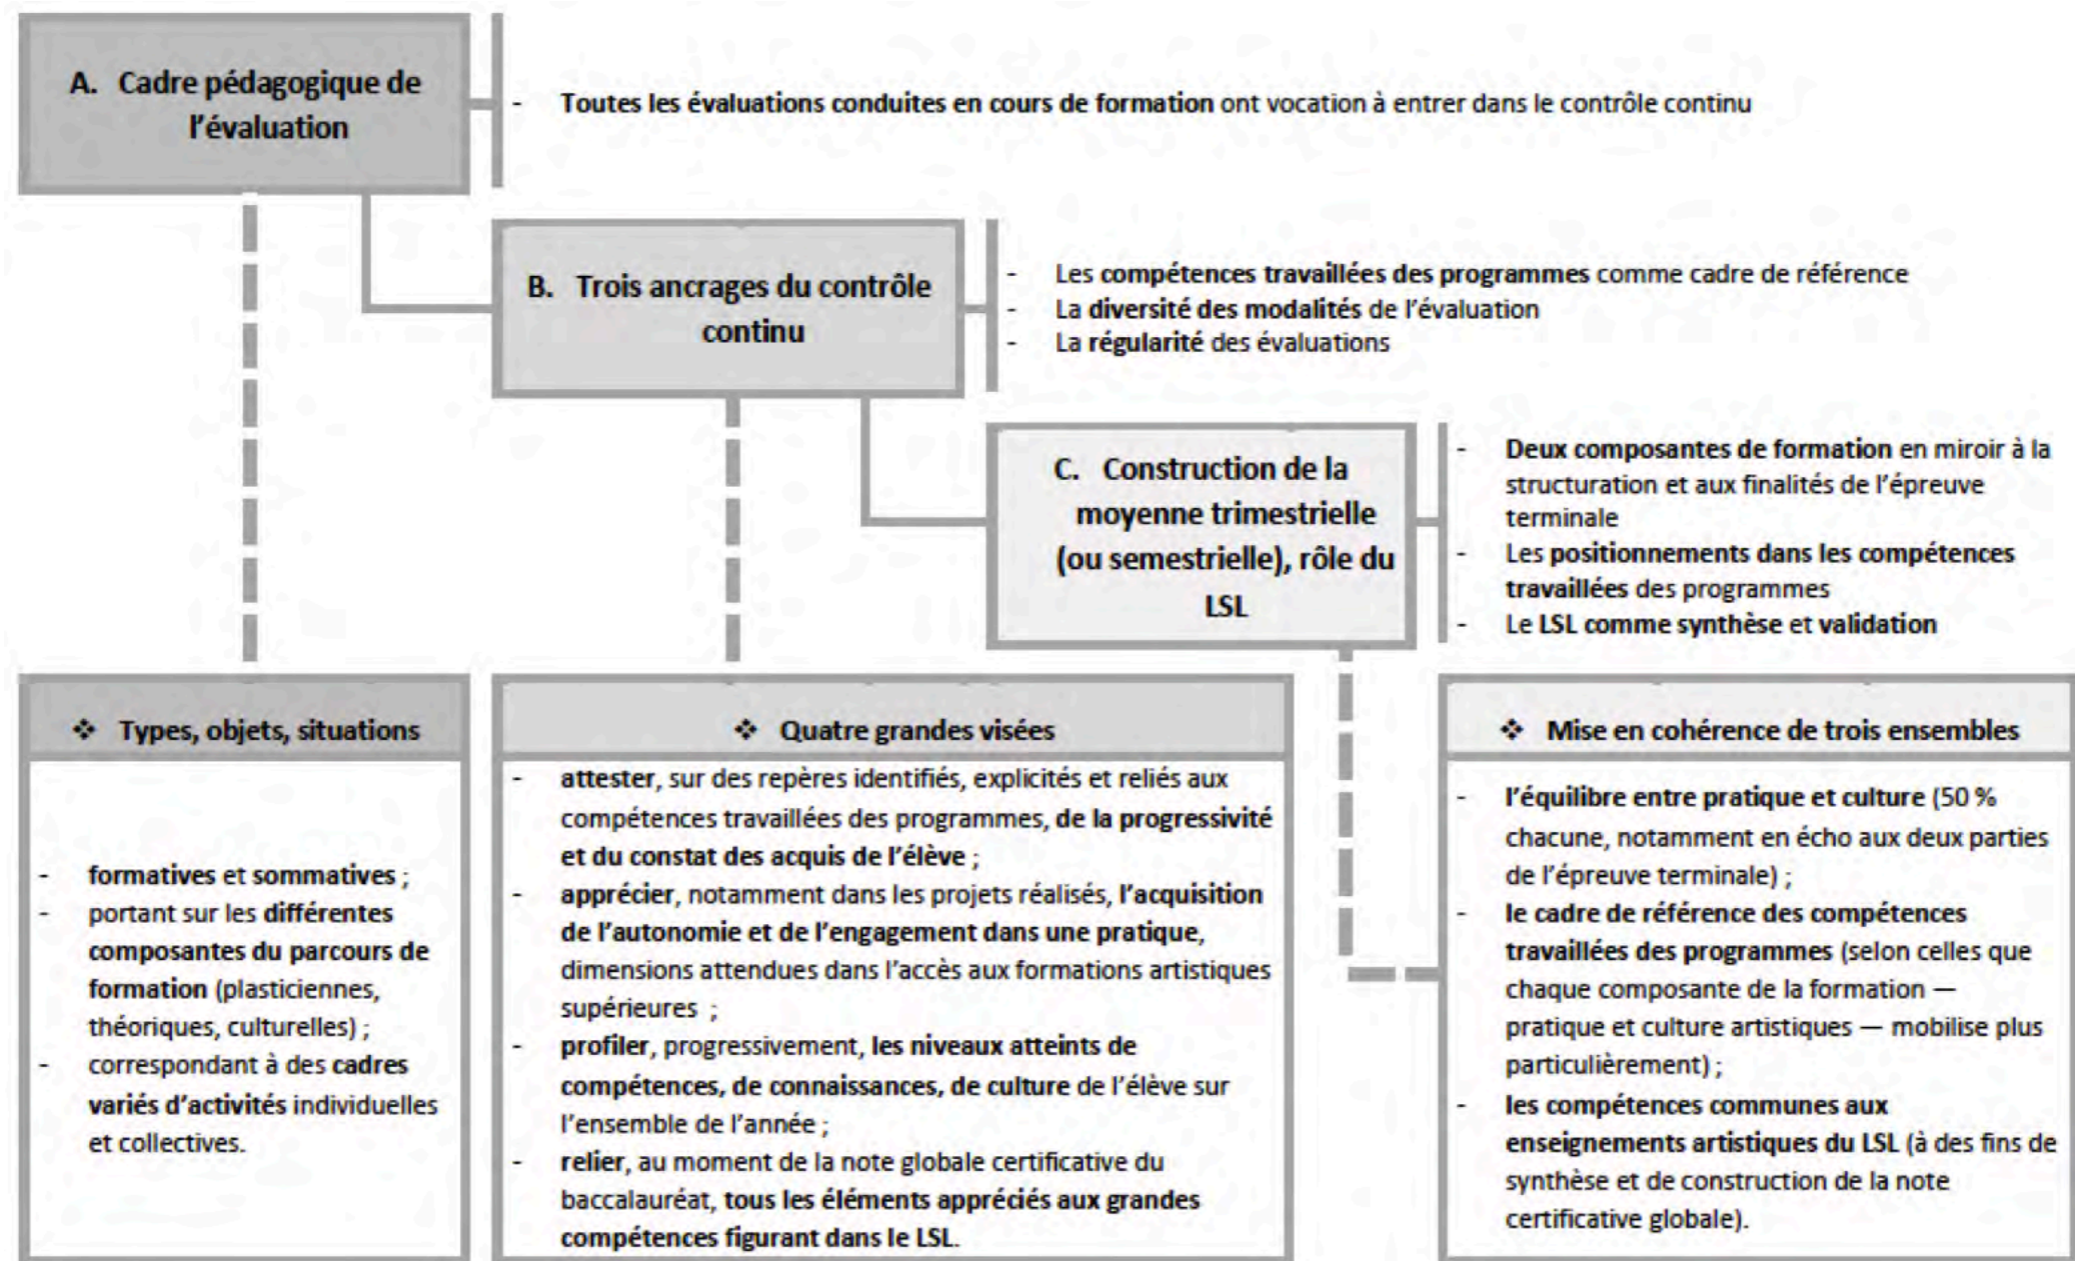 A. Cadre pédagogique de
l’évaluation
- Toutes les évaluations conduites en cours de formation ont vocation à entrer dans le contrôle continu
B. Trois ancrages du contrôle
continu
- Les compétences travaillées des programmes comme cadre de référence
- La diversité des modalités de l’évaluation
- La régularité des évaluations
C. Construction de la
moyenne trimestrielle
(ou semestrielle), rôle du
LSL
- Deux composantes de formation en miroir à la
structuration et aux finalités de l’épreuve
terminale
- Les positionnements dans les compétences
travaillées des programmes
- Le LSL comme synthèse et validation
❖ Types, objets, situations
- formatives et sommatives ;
- portant sur les différentes
composantes du parcours de
formation (plasticiennes,
théoriques, culturelles) ;
- correspondant à des cadres
variés d’activités individuelles
et collectives.
❖ Quatre grandes visées
- attester, sur des repères identifiés, explicités et reliés aux
compétences travaillées des programmes, de la progressivité
et du constat des acquis de l’élève ;
- apprécier, notamment dans les projets réalisés, l’acquisition
de l’autonomie et de l’engagement dans une pratique,
dimensions attendues dans l’accès aux formations artistiques
supérieures ;
- profiler, progressivement, les niveaux atteints de
compétences, de connaissances, de culture de l’élève sur
l’ensemble de l’année ;
- relier, au moment de la note globale certificative du
baccalauréat, tous les éléments appréciés aux grandes
compétences figurant dans le LSL.
❖ Mise en cohérence de trois ensembles
- l’équilibre entre pratique et culture (50 %
chacune, notamment en écho aux deux parties
de l’épreuve terminale) ;
- le cadre de référence des compétences
travaillées des programmes (selon celles que
chaque composante de la formation —
pratique et culture artistiques — mobilise plus
particulièrement) ;
- les compétences communes aux
enseignements artistiques du LSL (à des fins de
synthèse et de construction de la note
certificative globale).